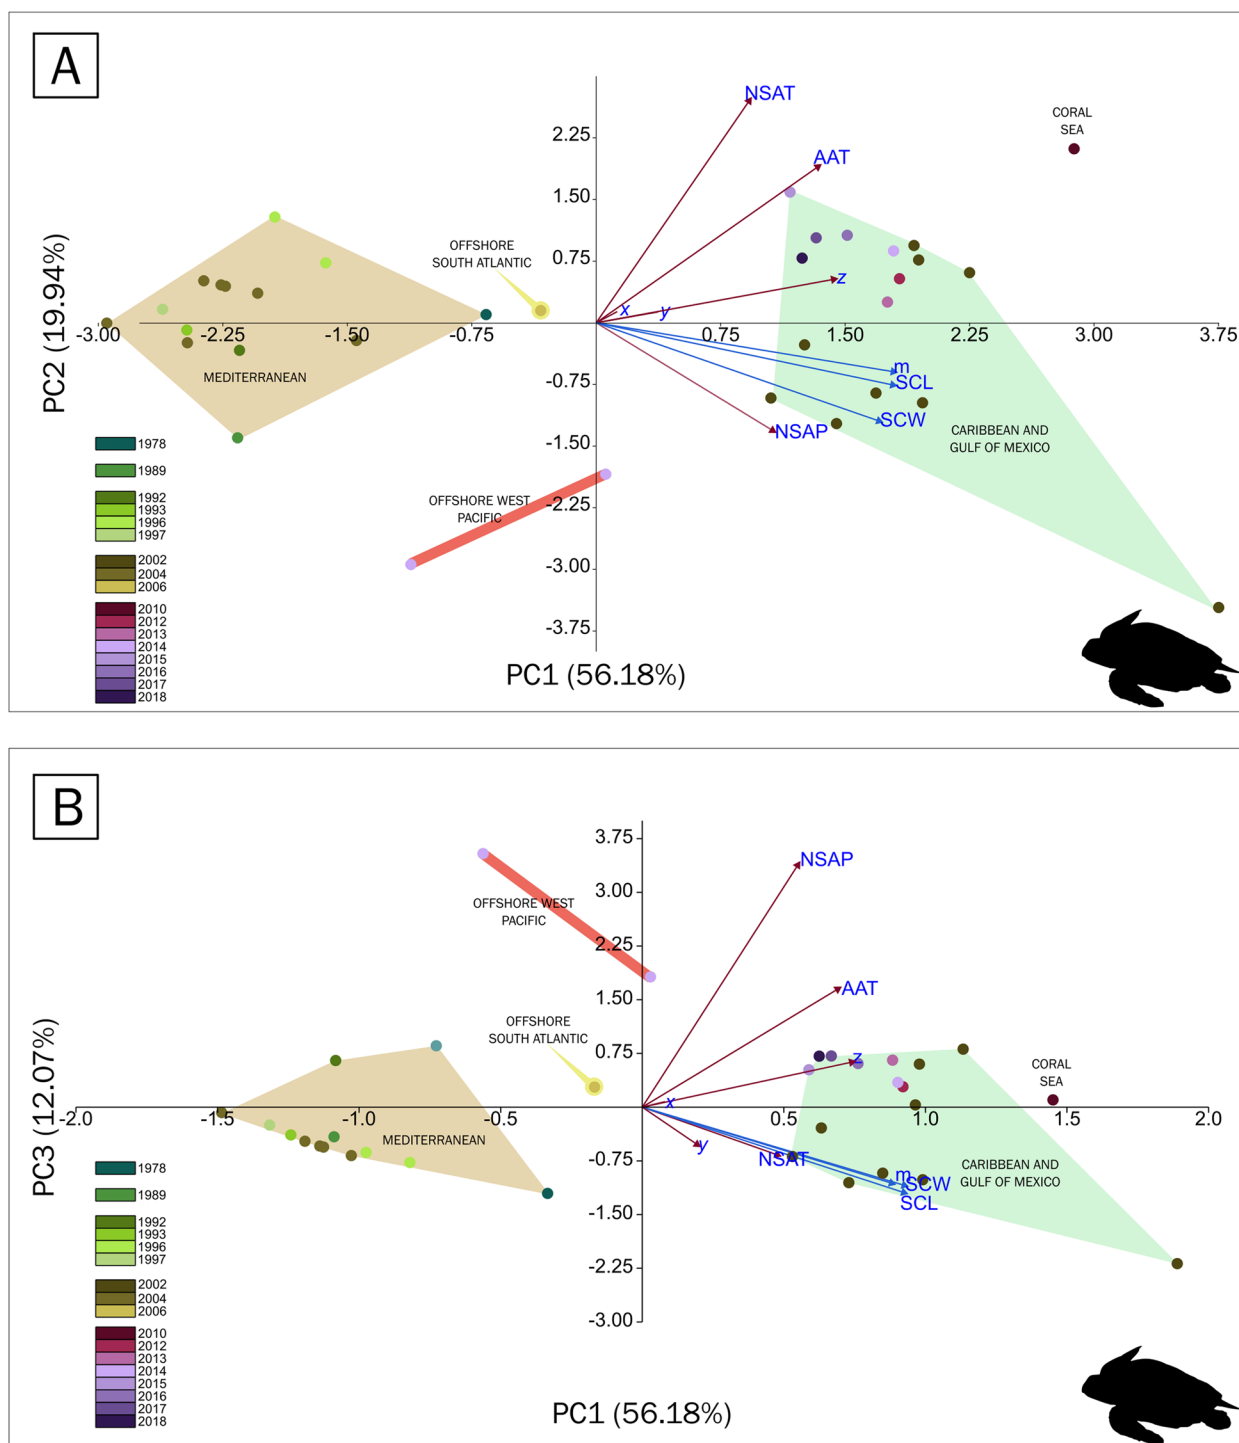 A
NSAT
CORAL
SEA
2.25
AAT
1.50
OFFSHORE
SOUTH ATLANTIC
0.75
z
x
y
-3.00
-2.25
-1.50
-0.75
0.75
1.50
2.25
3.00
3.75
PC2 (19.94%)
MEDITERRANEAN
m
SCL
-0.75
SCW
NSAP
CARIBBEAN AND
GULF OF MEXICO
-1.50
OFFSHORE WEST
PACIFIC
-2.25
-3.00
-3.75
1978
1989
1992
1993
1996
1997
2002
2004
2006
2010
2012
2013
2014
2015
2016
2017
2018
PC1 (56.18%)
B
3.75
NSAP
3.00
OFFSHORE WEST
PACIFIC
2.25
AAT
1.50
OFFSHORE
SOUTH ATLANTIC
0.75
z
CORAL
SEA
x
-2.0
-1.5
-1.0
-0.5
0.5
1.0
1.5
2.0
PC3 (12.07%)
MEDITERRANEAN
y
NSAT
-0.75
m
SCW
SCL
CARIBBEAN AND
GULF OF MEXICO
-1.50
-2.25
-3.00
1978
1989
1992
1993
1996
1997
2002
2004
2006
2010
2012
2013
2014
2015
2016
2017
2018
PC1 (56.18%)